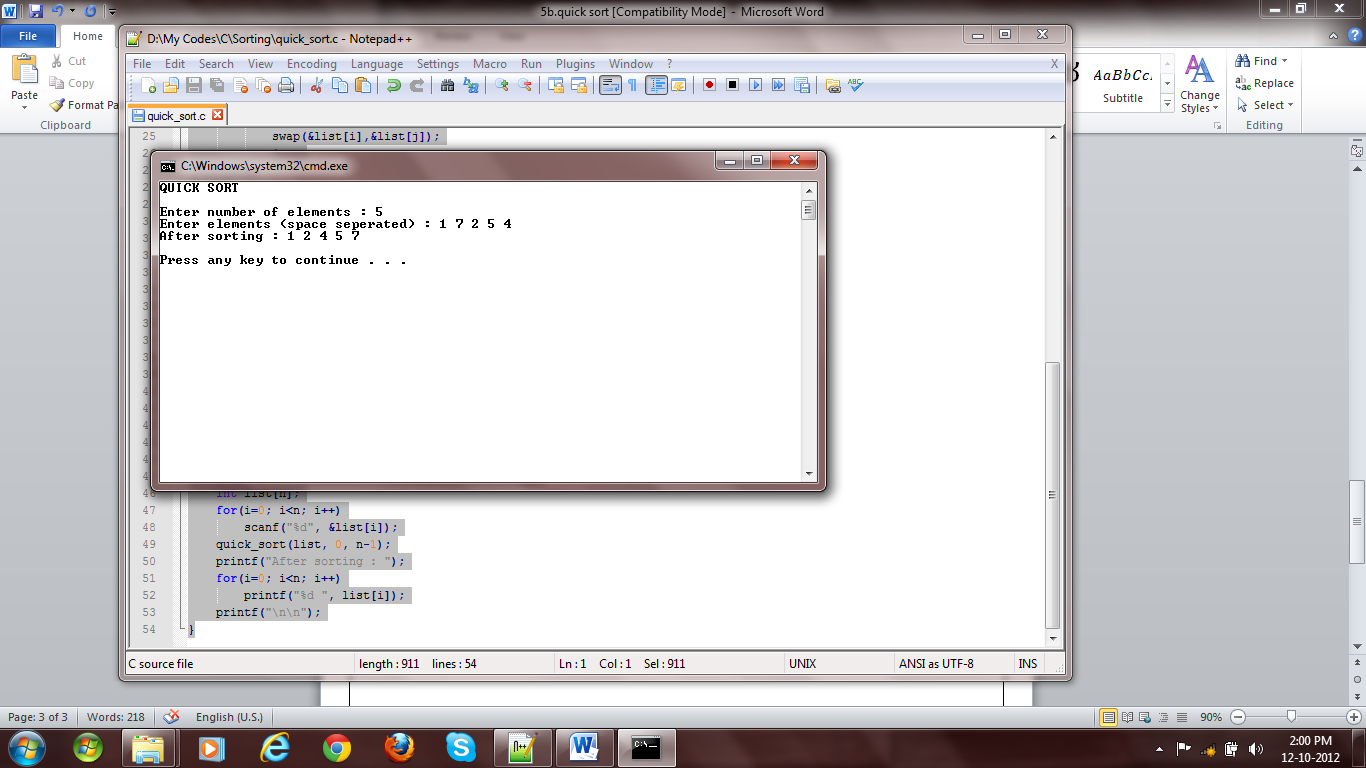 5b.quick sort [Compatibility Mode] - Microsoft Word
File
Home
Cut
Copy
Format Pa
Paste
Clipboard
AaBbCc
Subtitle
Change Styles
Find
Replace
Select
Editing
D:\My Codes\C\Sorting\quick_sort.c - Notepad++
File Edit Search View Encoding Language Settings Macro Run Plugins Window ? X
quick_sort.c
25 swap(&list[i],&list[j]);
C:\Windows\system32\cmd.exe
QUICK SORT
Enter number of elements : 5
Enter elements (space seperated) : 1 7 2 5 4
After sorting : 1 2 4 5 7
Press any key to continue . . .
46 int list[n];
47 for(i=0; i<n; i++)
48 scanf("%d", &list[i]);
49 quick_sort(list, 0, n-1);
50 printf("After sorting : ");
51 for(i=0; i<n; i++)
52 printf("%d ", list[i]);
53 printf("\n\n");
54 }
C source file length : 911 lines : 54 Ln : 1 Col : 1 Sel : 911 UNIX ANSI as UTF-8 INS
Page: 3 of 3 Words: 218 English (U.S.) 90%
2:00 PM
12-10-2012